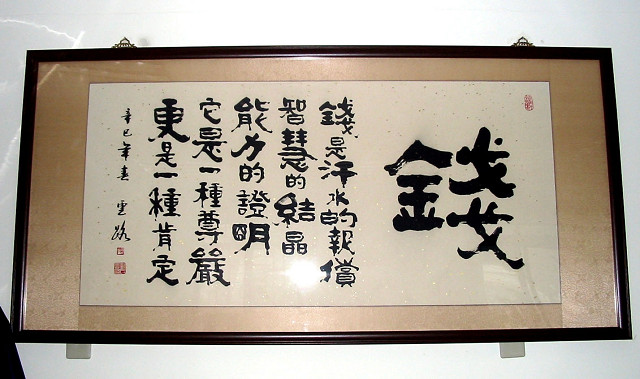 錢
錢是汗水的報償
智慧的結晶
能力的證明
它是一種尊嚴
更是一種肯定
辛巳年春